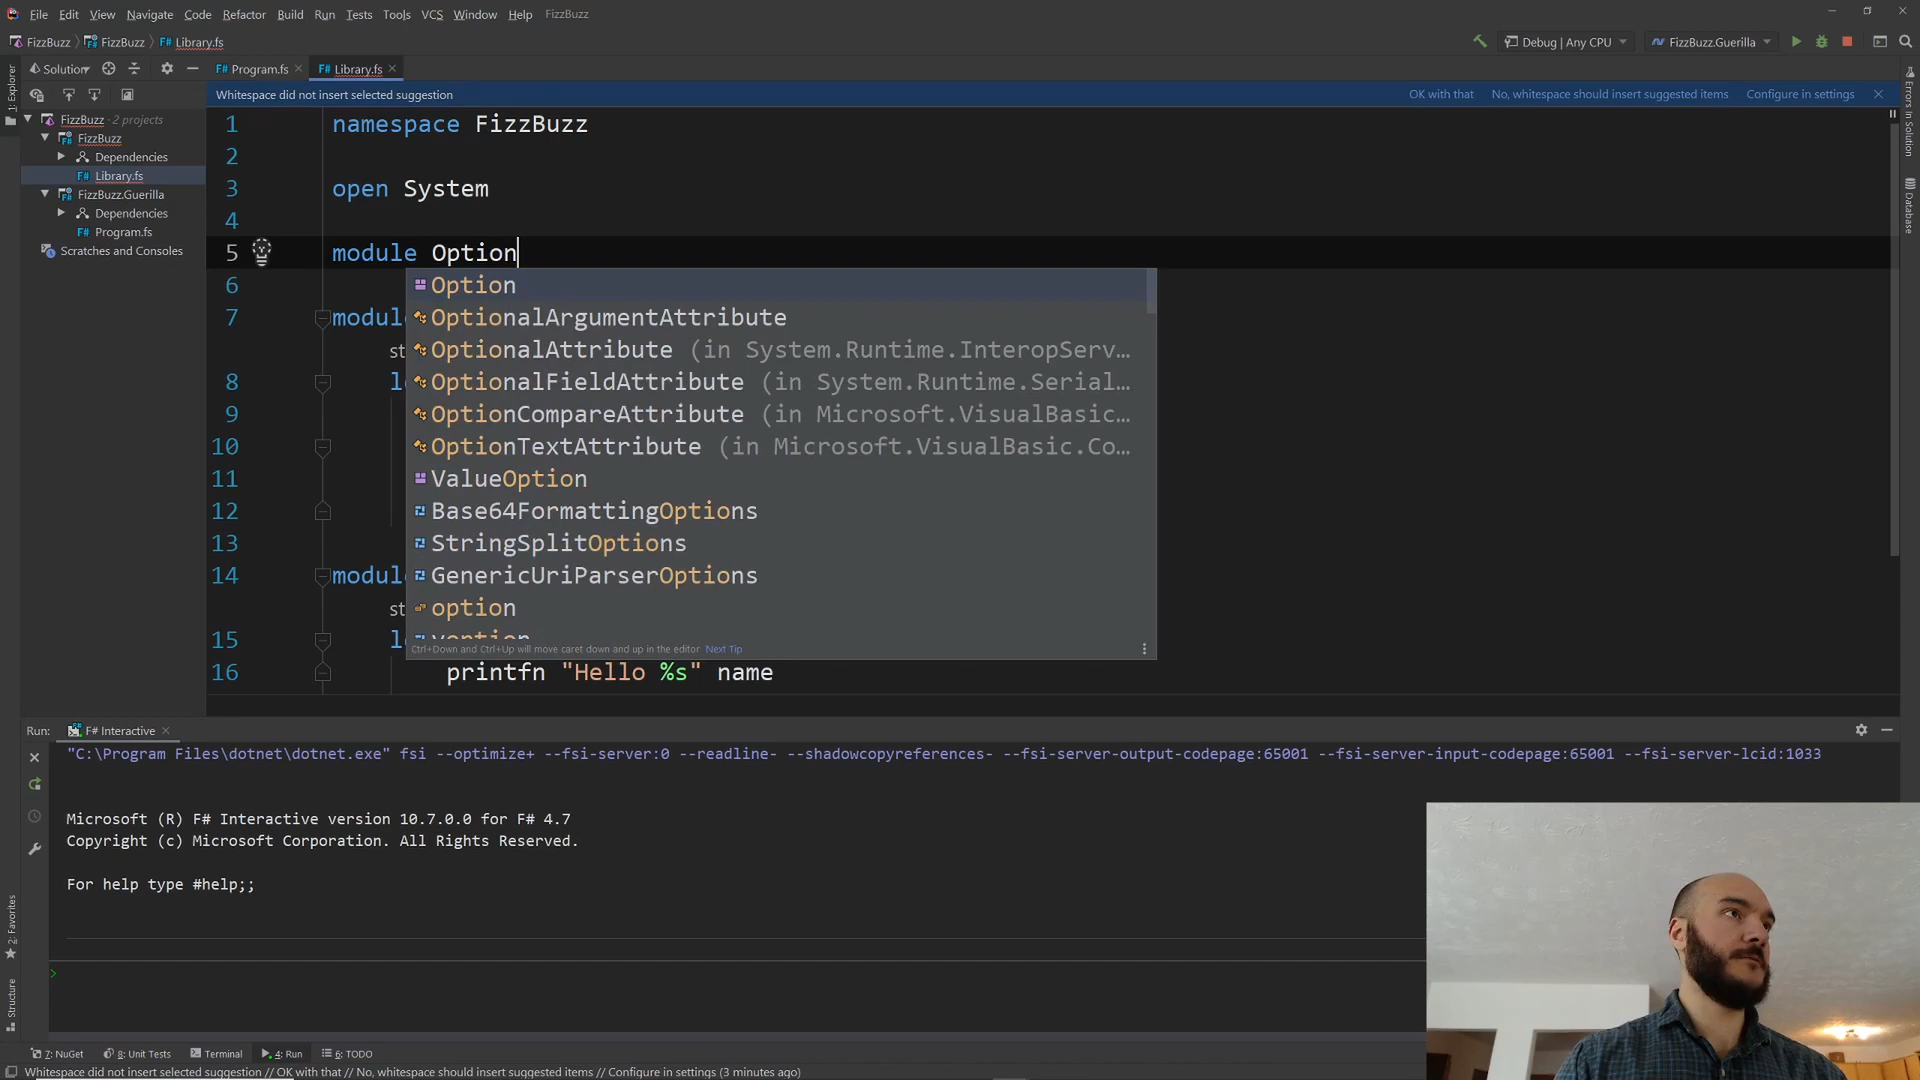 File Edit View Navigate Code Refactor Build Run Tests Tools VCS Window Help FizzBuzz
FizzBuzz FizzBuzz F# Library.fs
Debug | Any CPU FizzBuzz.Guerilla
1: Explorer
Solution
F# Program.fs F# Library.fs
Whitespace did not insert selected suggestion OK with that No, whitespace should insert suggested items Configure in settings
FizzBuzz - 2 projects
FizzBuzz
Dependencies
F# Library.fs
FizzBuzz.Guerilla
Dependencies
F# Program.fs
Scratches and Consoles
1 namespace FizzBuzz
2
3 open System
4
5 module Option
6
7 modul
st
8 l
9
10
11
12
13
14 modul
st
15 l
16 printfn "Hello %s" name
Option
OptionalArgumentAttribute
OptionalAttribute (in System.Runtime.InteropServ…
OptionalFieldAttribute (in System.Runtime.Serial…
OptionCompareAttribute (in Microsoft.VisualBasic…
OptionTextAttribute (in Microsoft.VisualBasic.Co…
ValueOption
Base64FormattingOptions
StringSplitOptions
GenericUriParserOptions
option
Ctrl+Down and Ctrl+Up will move caret down and up in the editor Next Tip
Errors In Solution
Database
Run: F# Interactive
"C:\Program Files\dotnet\dotnet.exe" fsi --optimize+ --fsi-server:0 --readline- --shadowcopyreferences- --fsi-server-output-codepage:65001 --fsi-server-input-codepage:65001 --fsi-server-lcid:1033
Microsoft (R) F# Interactive version 10.7.0.0 for F# 4.7
Copyright (c) Microsoft Corporation. All Rights Reserved.
For help type #help;;
>
2: Favorites
Structure
7: NuGet 8: Unit Tests Terminal 4: Run 6: TODO
Whitespace did not insert selected suggestion // OK with that // No, whitespace should insert suggested items // Configure in settings (3 minutes ago)